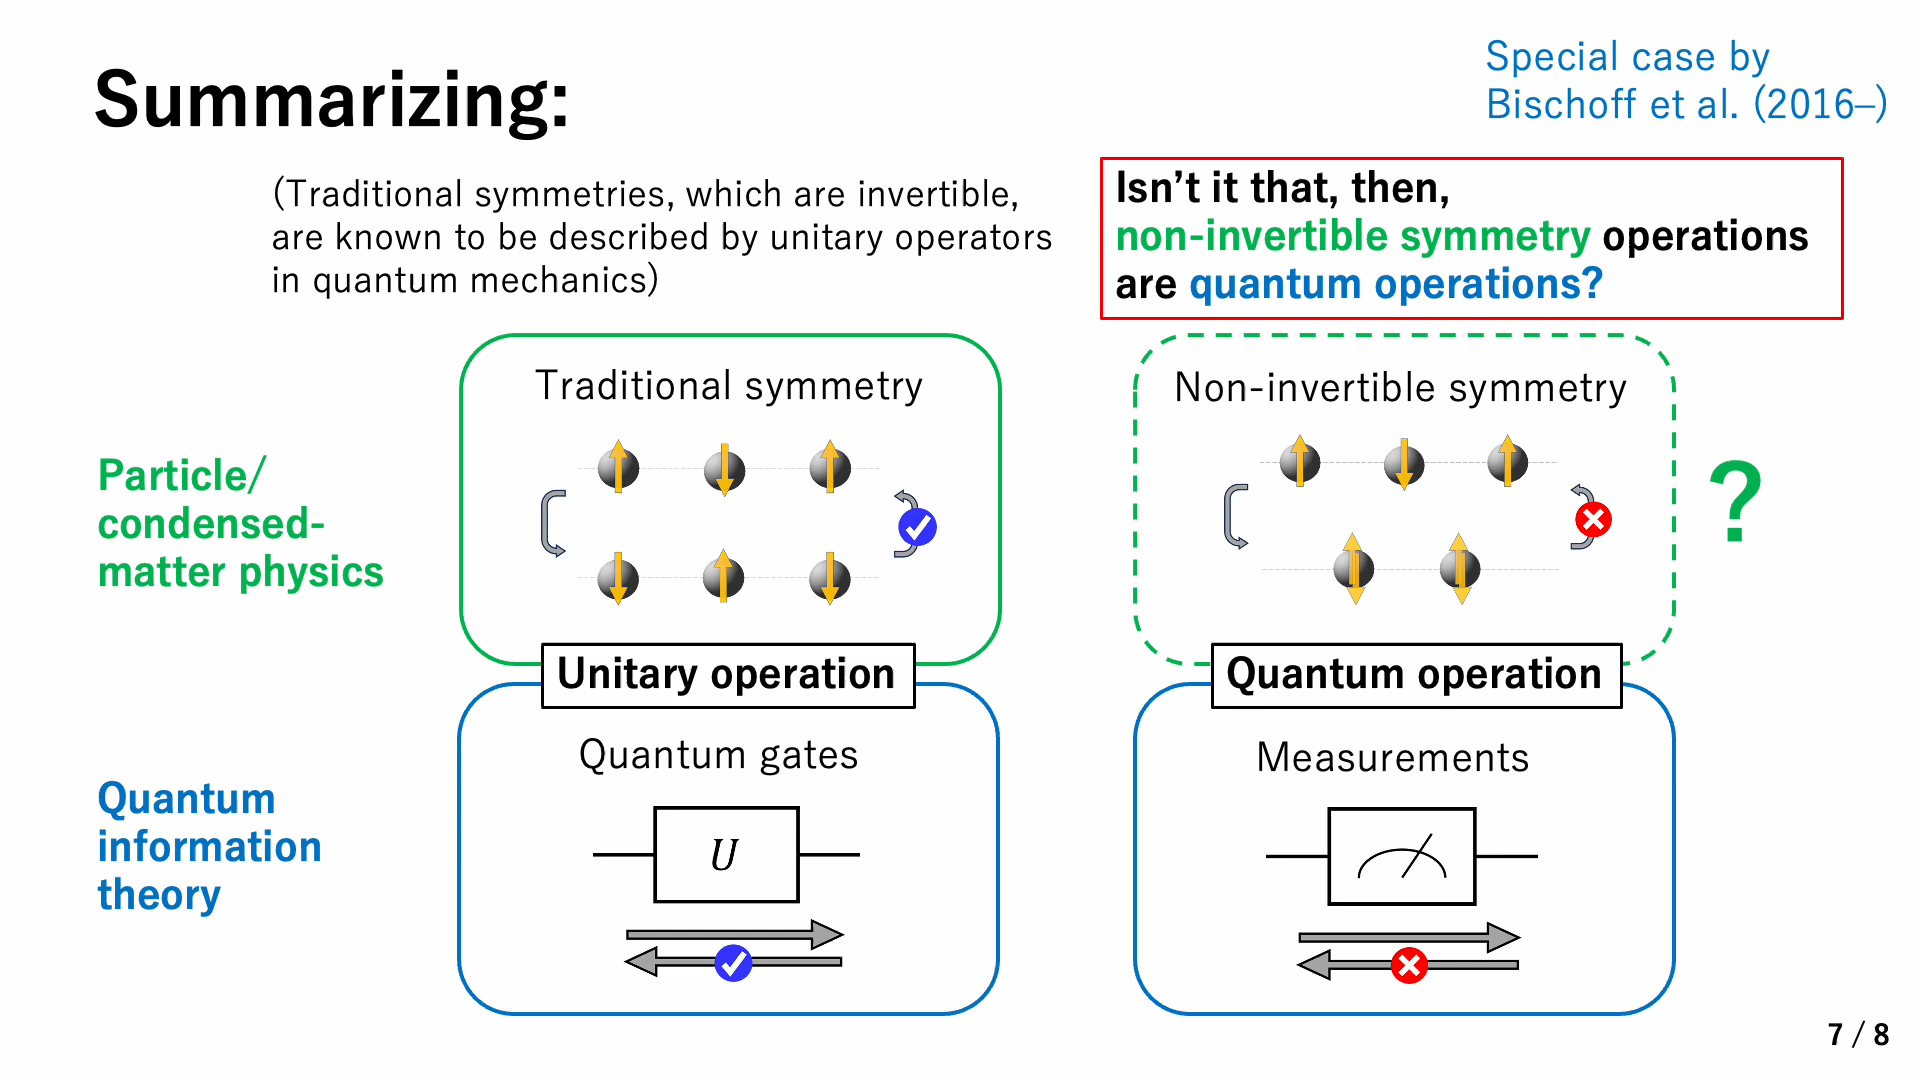 Summarizing:
Special case by
Bischoff et al. (2016–)
(Traditional symmetries, which are invertible,
are known to be described by unitary operators
in quantum mechanics)
Isn’t it that, then,
non-invertible symmetry operations
are quantum operations?
Traditional symmetry
Non-invertible symmetry
Particle/
condensed-
matter physics
?
Unitary operation
Quantum operation
Quantum gates
Measurements
Quantum
information
theory
U
7 / 8